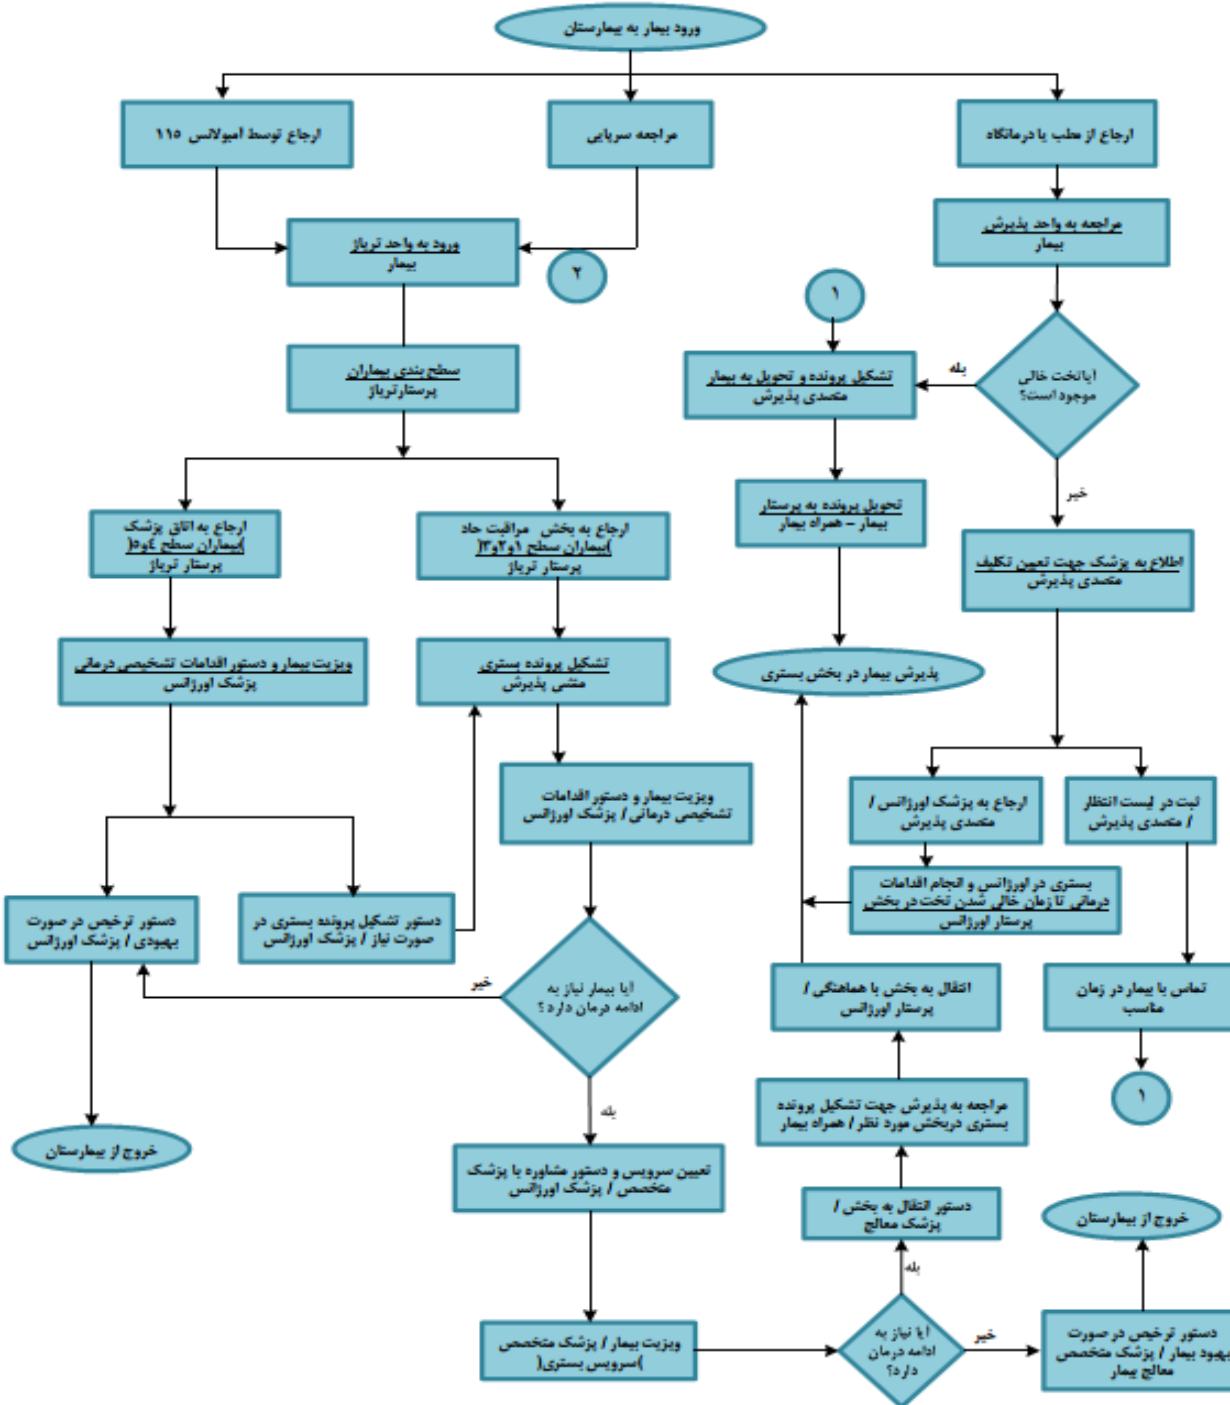 ورود بیمار به بیمارستان
ارجاع از مطب یا درمانگاه
مراجعه سرپایی
ارجاع توسط آمبولانس ۱۱۵
مراجعه به واحد پذیرش
بیمار
ورود به واحد تریاژ
بیمار
۲
۱
آیا تخت خالی
موجود است؟
بله
خیر
تشکیل پرونده و تحویل به بیمار
متصدی پذیرش
سطح بندی بیماران
پرستارتریاژ
تحویل پرونده به پرستار
بیمار – همراه بیمار
ارجاع به بخش مراقبت حاد
)بیماران سطح ۱و۲و۳(
پرستار تریاژ
ارجاع به اتاق پزشک
)بیماران سطح ٤و٥(
پرستار تریاژ
اطلاع به پزشک جهت تعیین تکلیف
متصدی پذیرش
پذیرش بیمار در بخش بستری
تشکیل پرونده بستری
منشی پذیرش
ویزیت بیمار و دستور اقدامات تشخیصی درمانی
پزشک اورژانس
ثبت در لیست انتظار
/ متصدی پذیرش
ارجاع به پزشک اورژانس /
متصدی پذیرش
ویزیت بیمار و دستور اقدامات
تشخیصی درمانی / پزشک اورژانس
بستری در اورژانس و انجام اقدامات
درمانی تا زمان خالی شدن تخت در بخش
پرستار اورژانس
دستور تشکیل پرونده بستری در
صورت نیاز / پزشک اورژانس
دستور ترخیص در صورت
بهبودی / پزشک اورژانس
تماس با بیمار در زمان
مناسب
انتقال به بخش با هماهنگی /
پرستار اورژانس
آیا بیمار نیاز به
ادامه درمان دارد ؟
خیر
بله
۱
مراجعه به پذیرش جهت تشکیل پرونده
بستری دربخش مورد نظر / همراه بیمار
خروج از بیمارستان
تعیین سرویس و دستور مشاوره با پزشک
متخصص / پزشک اورژانس
دستور انتقال به بخش /
پزشک معالج
خروج از بیمارستان
بله
آیا نیاز به
ادامه درمان
دارد؟
خیر
ویزیت بیمار / پزشک متخصص
)سرویس بستری(
دستور ترخیص در صورت
بهبود بیمار / پزشک متخصص
معالج بیمار